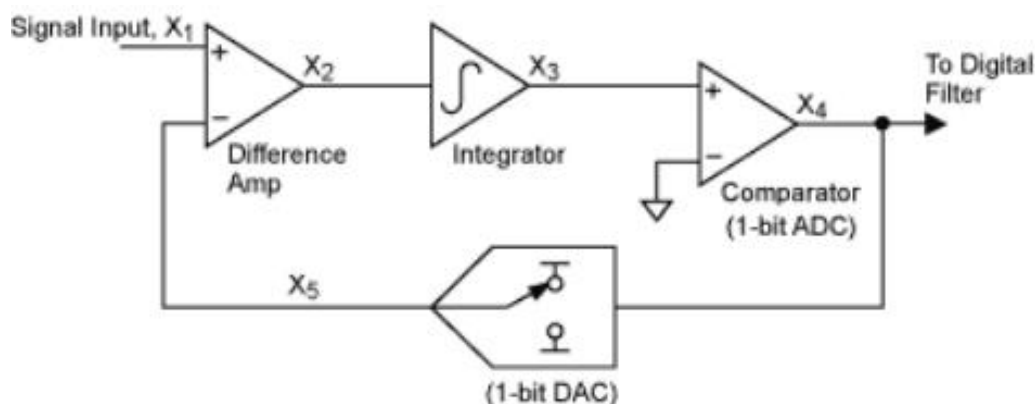 Signal Input, X1
X2
X3
X4
To Digital
Filter
+
−
+
−
Difference
Amp
Integrator
Comparator
(1-bit ADC)
X5
(1-bit DAC)